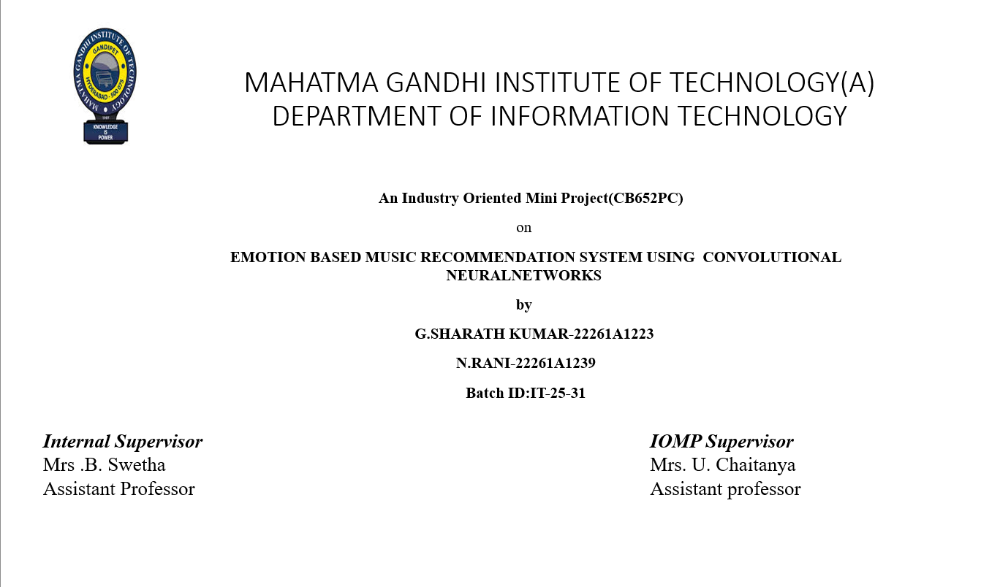 MAHATMA GANDHI INSTITUTE OF TECHNOLOGY
GANDIPET
HYDERABAD - 500 075
1997
KNOWLEDGE
IS
POWER
MAHATMA GANDHI INSTITUTE OF TECHNOLOGY(A)
DEPARTMENT OF INFORMATION TECHNOLOGY
An Industry Oriented Mini Project(CB652PC)
on
EMOTION BASED MUSIC RECOMMENDATION SYSTEM USING  CONVOLUTIONAL
NEURALNETWORKS
by
G.SHARATH KUMAR-22261A1223
N.RANI-22261A1239
Batch ID:IT-25-31
Internal Supervisor
Mrs .B. Swetha
Assistant Professor
IOMP Supervisor
Mrs. U. Chaitanya
Assistant professor